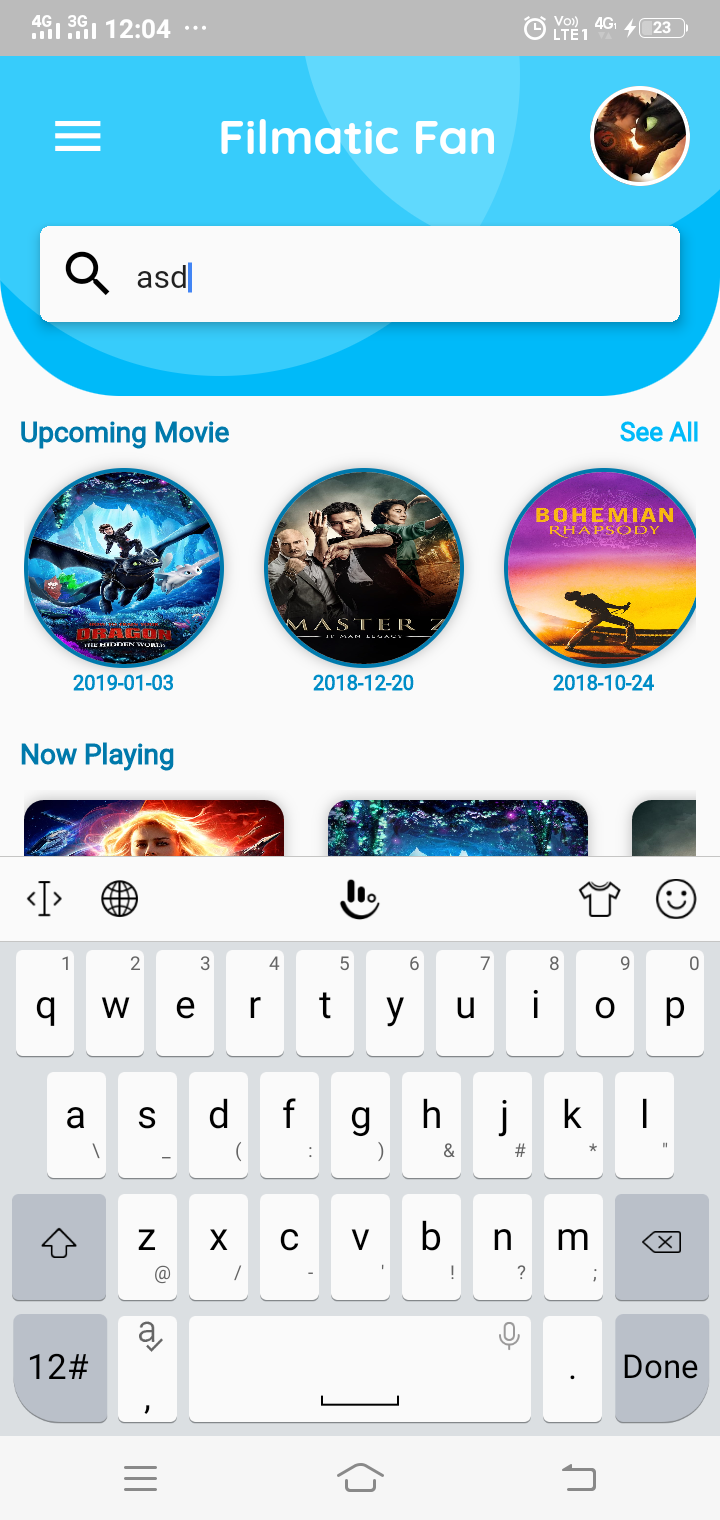 4G 3G 12:04 ...
Vo)) LTE1 4G 23
Filmatic Fan
asd
Upcoming Movie See All
DRAGON
THE HIDDEN WORLD
MASTER Z
IP MAN LEGACY
BOHEMIAN
RHAPSODY
2019-01-03 2018-12-20 2018-10-24
Now Playing
1 2 3 4 5 6 7 8 9 0
q w e r t y u i o p
a s d f g h j k l
\ _ ( : ) & # * "
z x c v b n m
@ / - ' ! ? ;
a
12# , . Done